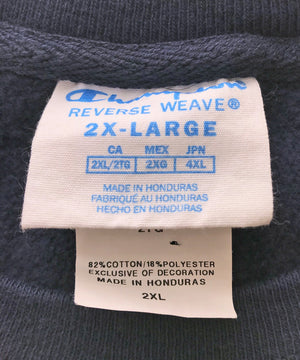 Champion
REVERSE WEAVE®
2X-LARGE
CA MEX JPN
2XL/2TG 2XG 4XL
MADE IN HONDURAS
FABRIQUÉ AU HONDURAS
HECHO EN HONDURAS
2TG
82%COTTON/18%POLYESTER
EXCLUSIVE OF DECORATION
MADE IN HONDURAS
2XL